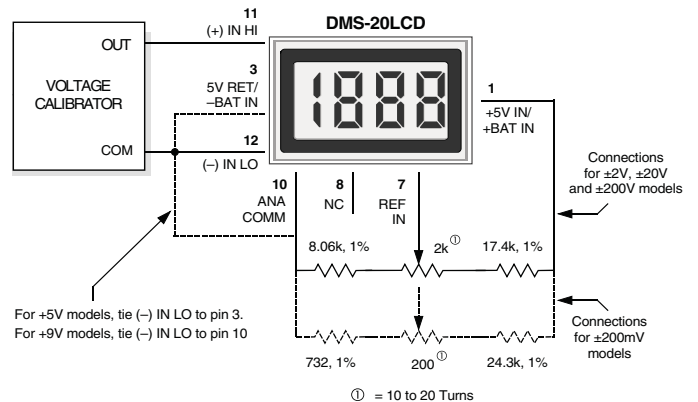 DMS-20LCD
11
(+) IN HI
OUT
3
5V RET/
–BAT IN
1
+5V IN/
+BAT IN
VOLTAGE
CALIBRATOR
1888
COM
12
(–) IN LO
Connections
for ±2V, ±20V
and ±200V models
10
ANA
COMM
8
NC
7
REF
IN
8.06k, 1%
2k ①
17.4k, 1%
For +5V models, tie (–) IN LO to pin 3.
For +9V models, tie (–) IN LO to pin 10
Connections
for ±200mV
models
732, 1%
200 ①
24.3k, 1%
① = 10 to 20 Turns